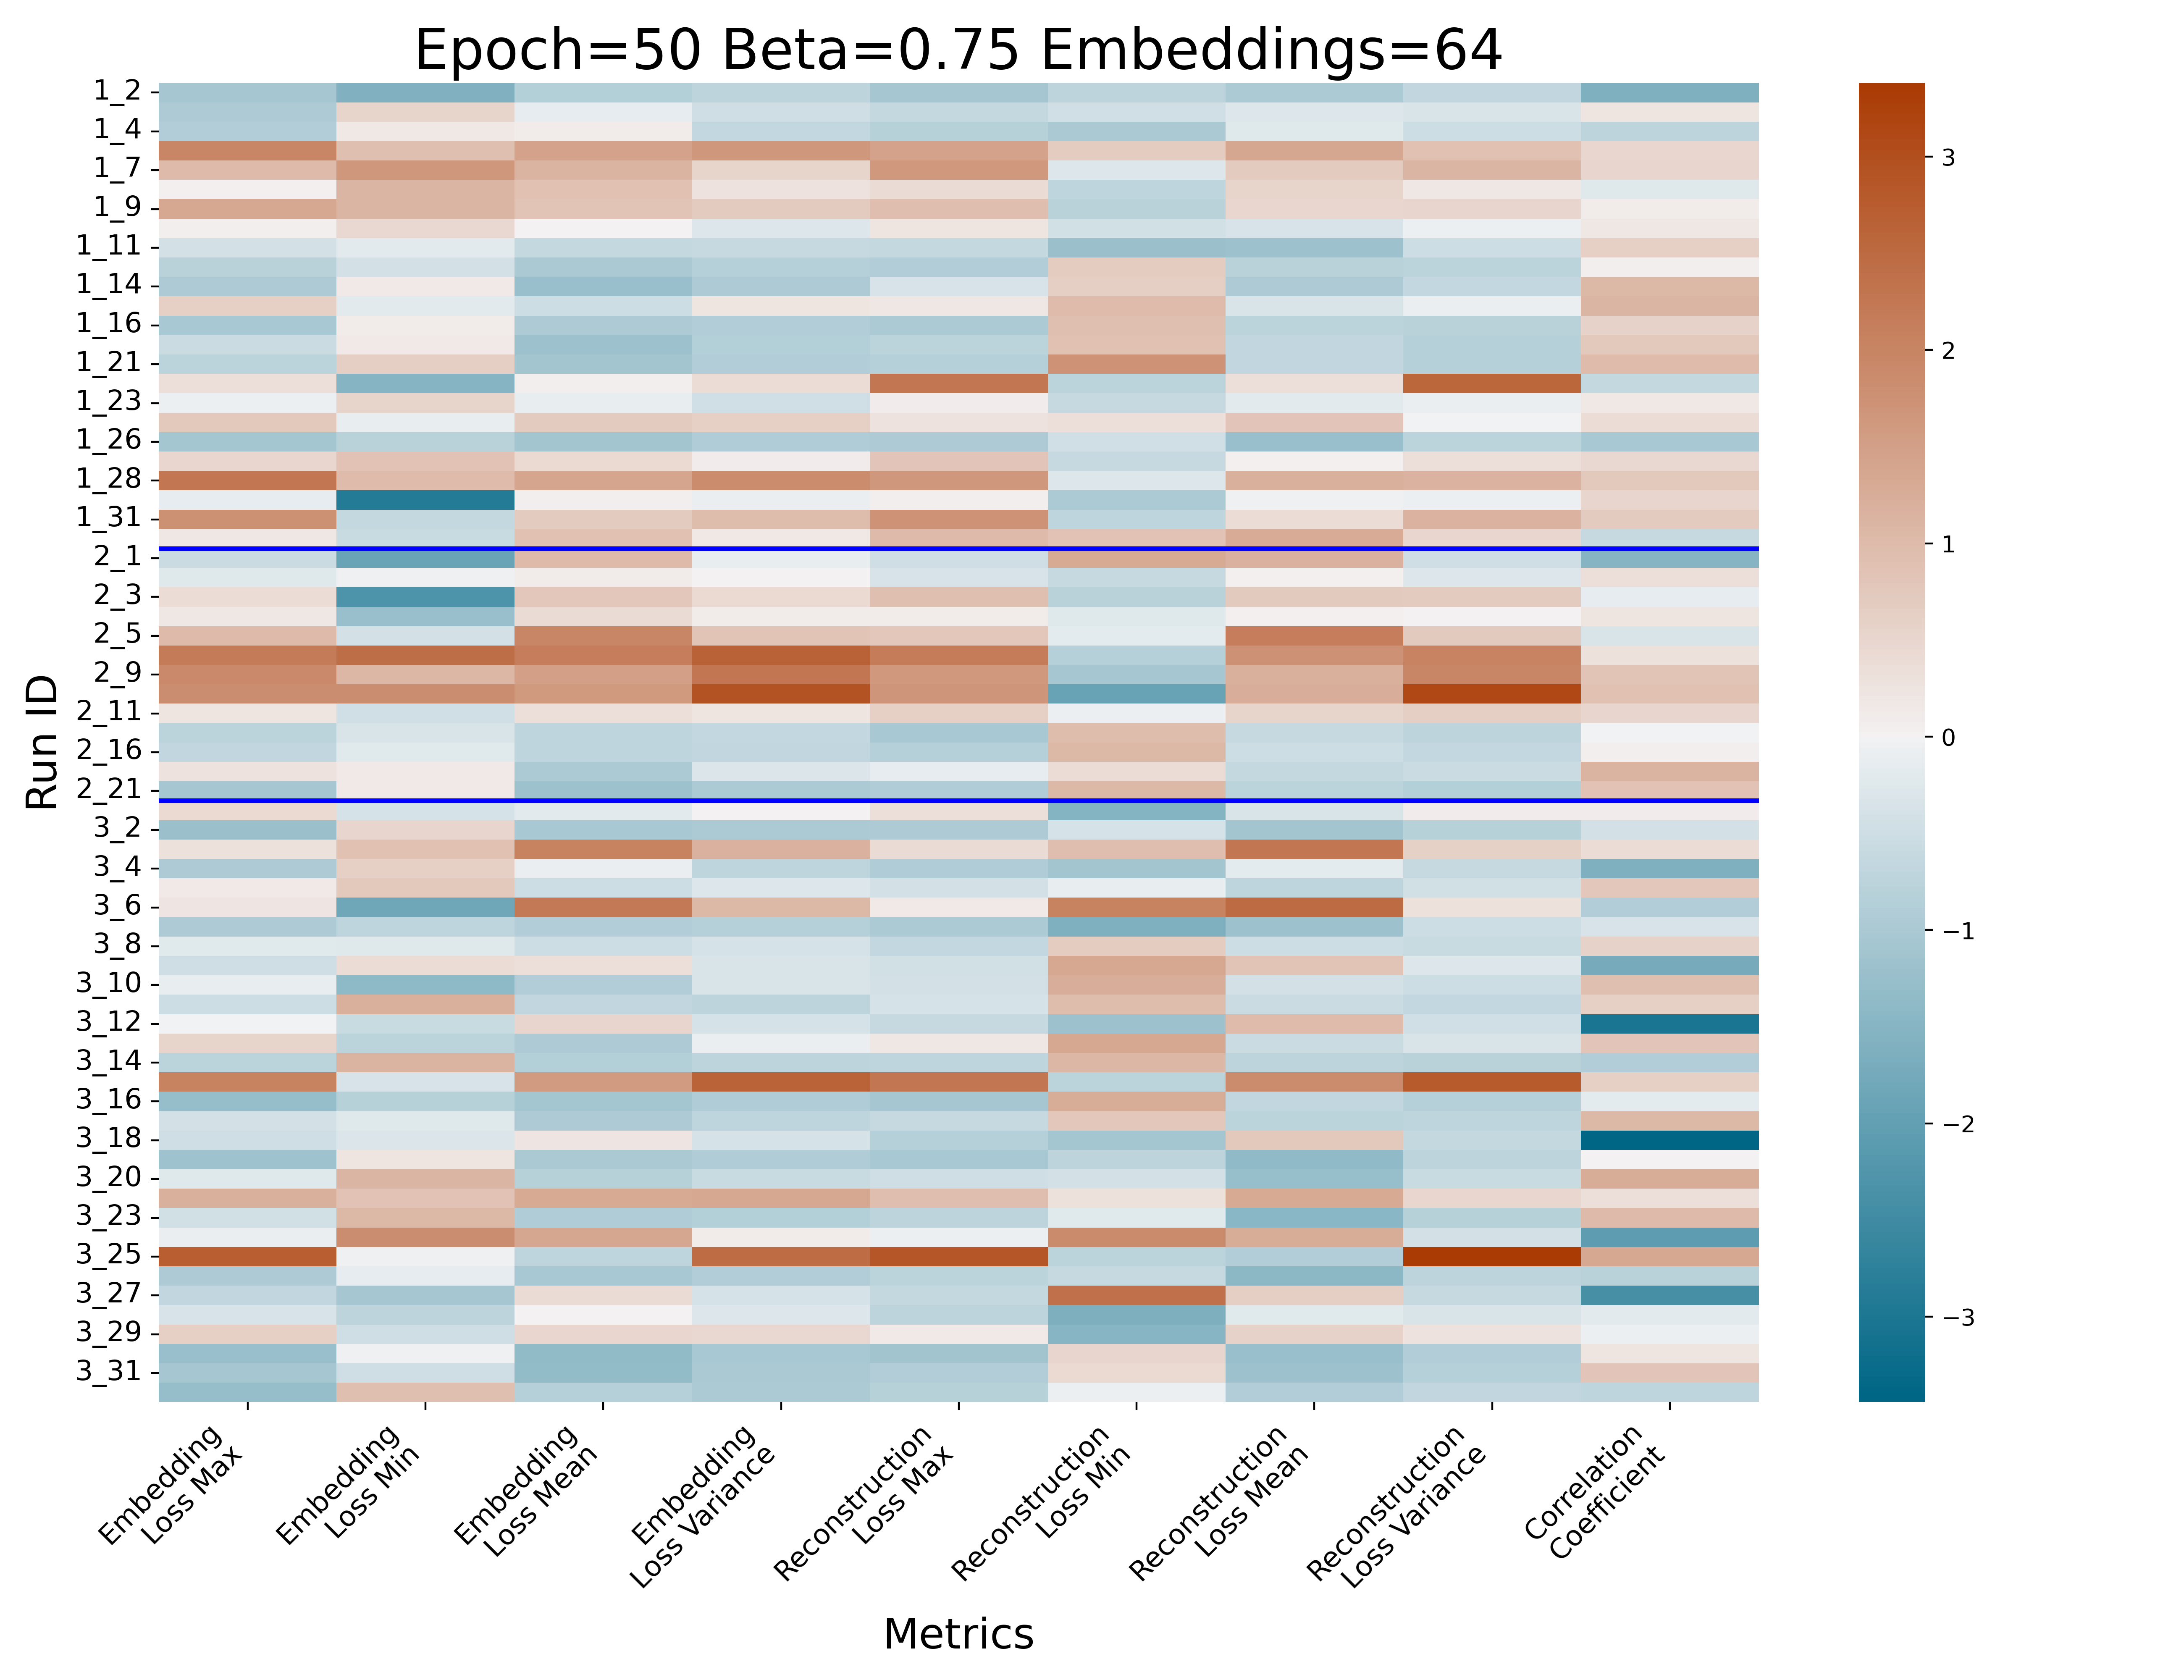 Epoch=50 Beta=0.75 Embeddings=64
Run ID
1_2
1_4
1_7
1_9
1_11
1_14
1_16
1_21
1_23
1_26
1_28
1_31
2_1
2_3
2_5
2_9
2_11
2_16
2_21
3_2
3_4
3_6
3_8
3_10
3_12
3_14
3_16
3_18
3_20
3_23
3_25
3_27
3_29
3_31
Embedding
Loss Max
Embedding
Loss Min
Embedding
Loss Mean
Embedding
Loss Variance
Reconstruction
Loss Max
Reconstruction
Loss Min
Reconstruction
Loss Mean
Reconstruction
Loss Variance
Correlation
Coefficient
Metrics
3
2
1
0
−1
−2
−3